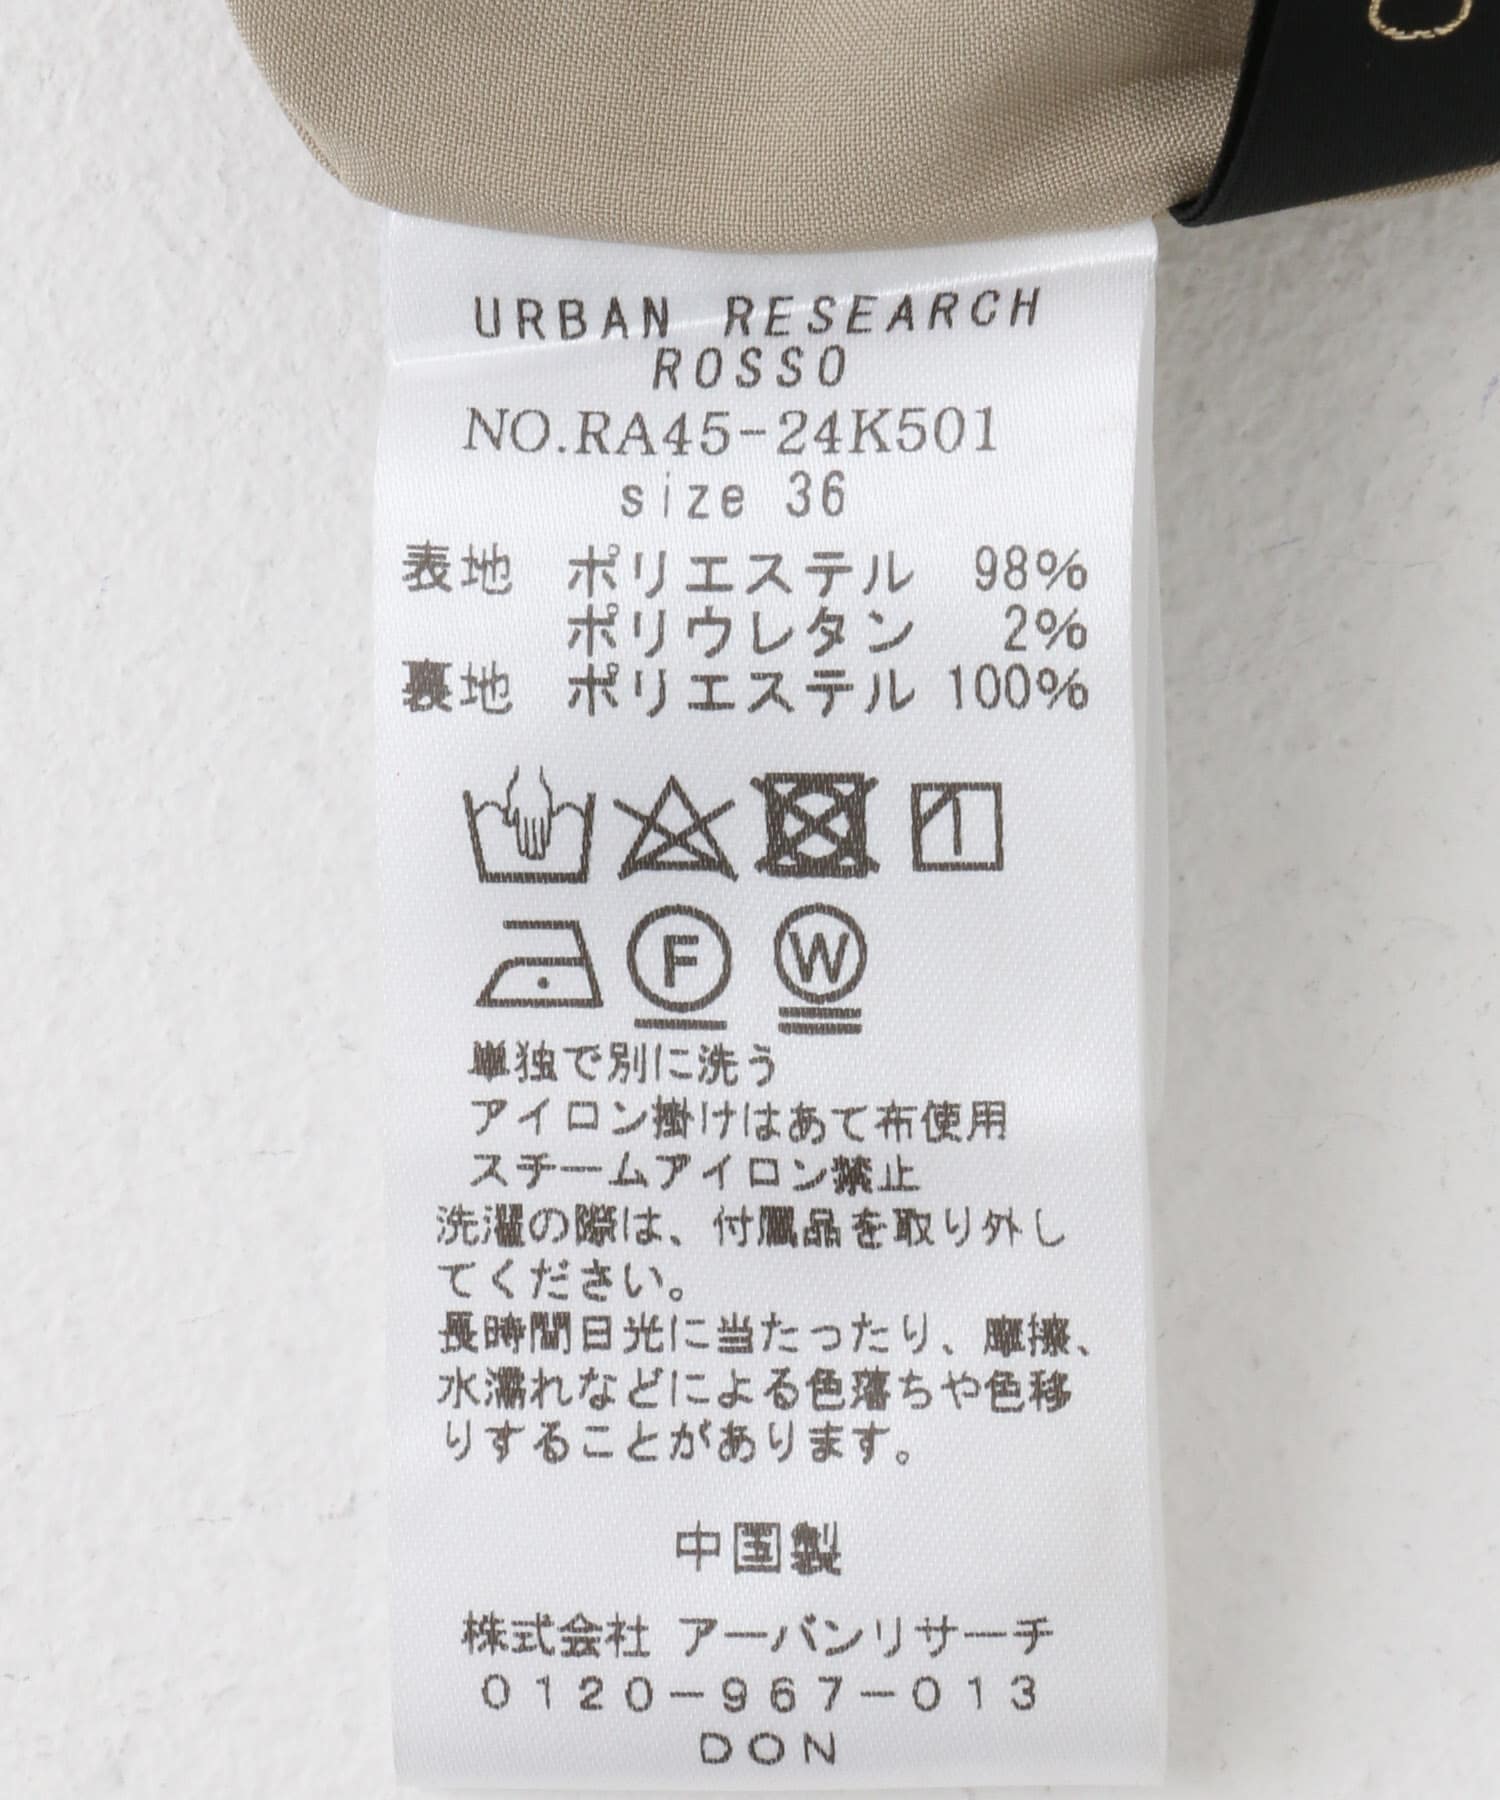 URBAN RESEARCH
ROSSO
NO.RA45-24K501
size 36
表地 ポリエステル 98%
ポリウレタン 2%
裏地 ポリエステル 100%
F W
単独で別に洗う
アイロン掛けはあて布使用
スチームアイロン禁止
洗濯の際は、付属品を取り外し
てください。
長時間日光に当たったり、摩擦、
水濡れなどによる色落ちや色移
りすることがあります。
中国製
株式会社 アーバンリサーチ
0120-967-013
DON